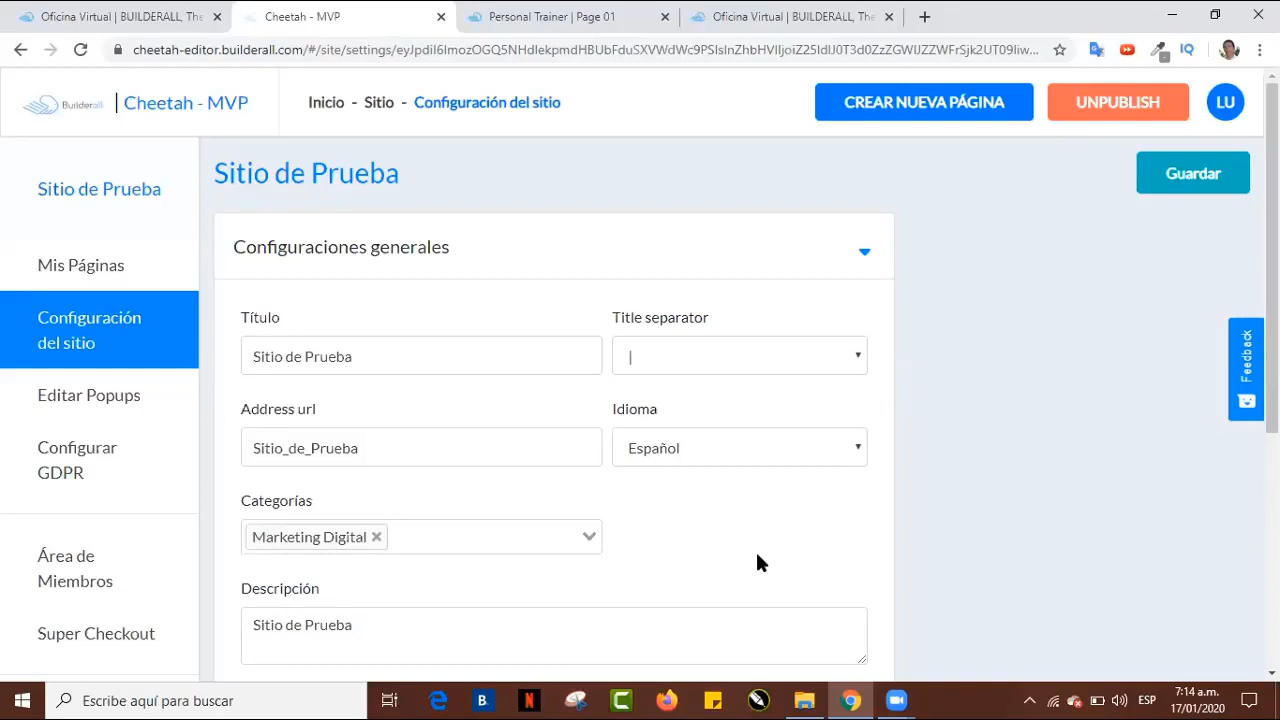 Oficina Virtual | BUILDERALL, The
Cheetah - MVP
Personal Trainer | Page 01
Oficina Virtual | BUILDERALL, The
cheetah-editor.builderall.com/#/site/settings/
Builderall
Cheetah - MVP
Inicio - Sitio - Configuración del sitio
CREAR NUEVA PÁGINA
UNPUBLISH
LU
Sitio de Prueba
Sitio de Prueba
Guardar
Configuraciones generales
Mis Páginas
Configuración
del sitio
Editar Popups
Configurar
GDPR
Área de
Miembros
Super Checkout
Título
Title separator
Sitio de Prueba
|
Address url
Idioma
Sitio_de_Prueba
Español
Categorías
Marketing Digital
Descripción
Sitio de Prueba
Feedback
Escribe aquí para buscar
ESP
7:14 a.m.
17/01/2020